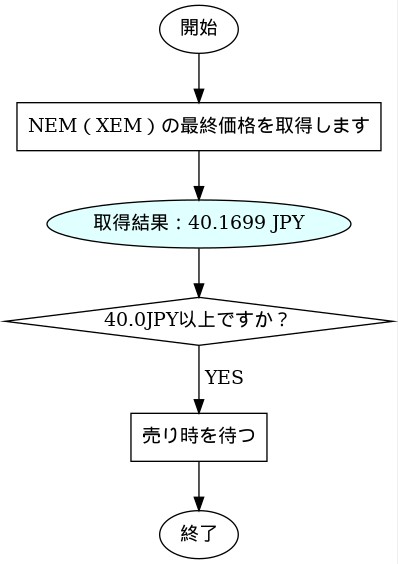 開始
NEM（XEM）の最終価格を取得します
取得結果：40.1699 JPY
40.0JPY以上ですか？
YES
売り時を待つ
終了